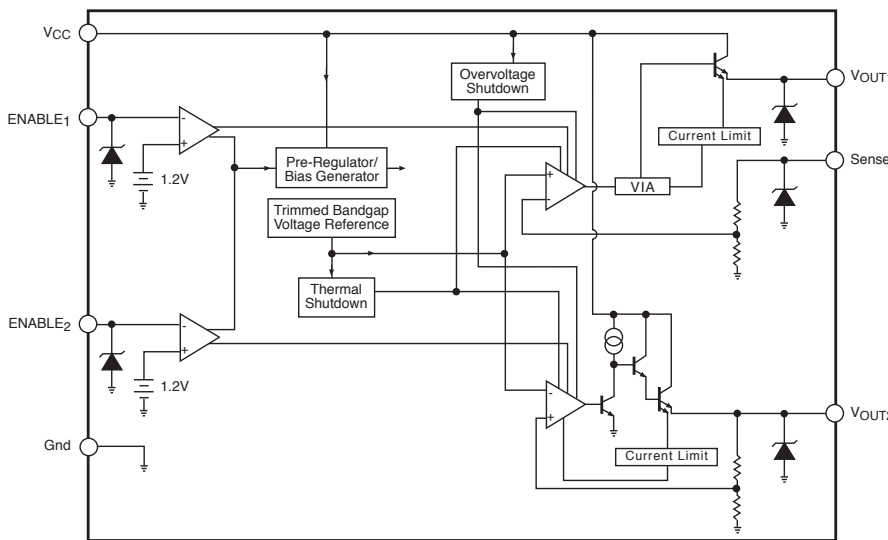 VCC
VOUT1
Overvoltage
Shutdown
ENABLE1
-
+
1.2V
Current Limit
Pre-Regulator/
Bias Generator
+
-
VIA
Sense
Trimmed Bandgap
Voltage Reference
Thermal
Shutdown
ENABLE2
-
+
1.2V
-
+
VOUT2
Gnd
Current Limit